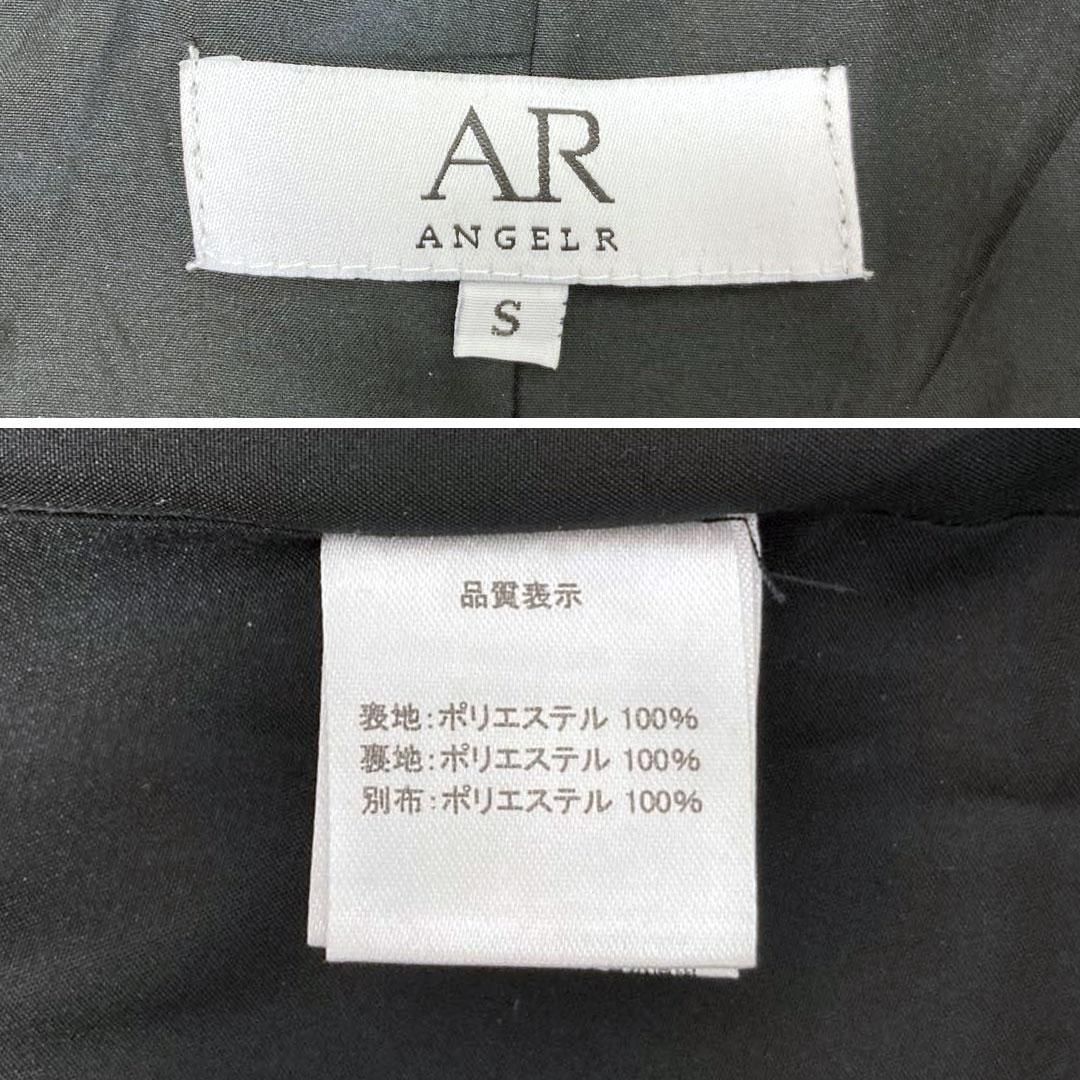 AR
ANGEL R
S
品質表示
表地:ポリエステル 100%
裏地:ポリエステル 100%
別布:ポリエステル 100%